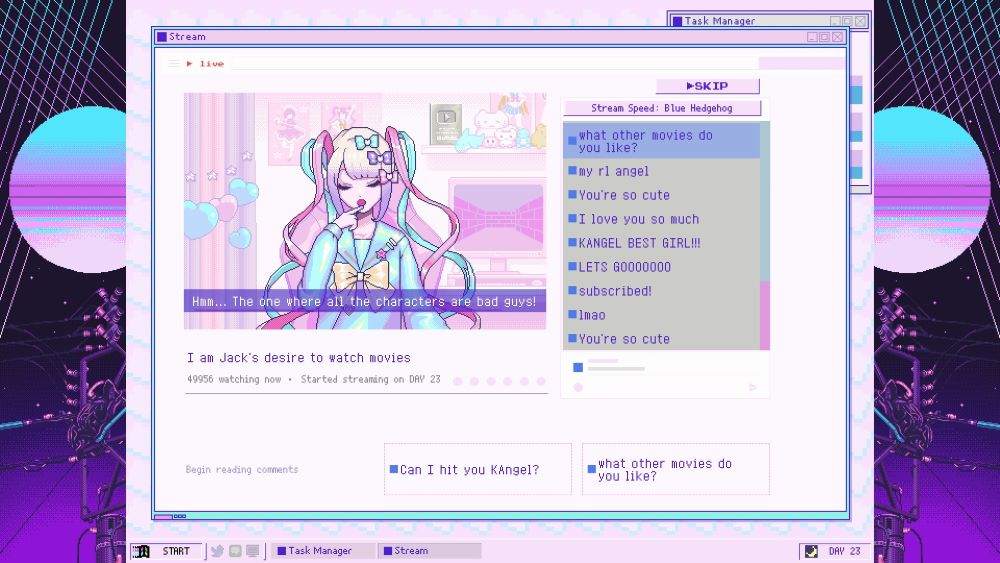 Task Manager
Stream
live
▶SKIP
Stream Speed: Blue Hedgehog
what other movies do
you like?
my rl angel
You're so cute
I love you so much
KANGEL BEST GIRL!!!
LETS GOOOOOOO
subscribed!
lmao
You're so cute
Hmm... The one where all the characters are bad guys!
I am Jack's desire to watch movies
49956 watching now • Started streaming on DAY 23
Begin reading comments
Can I hit you KAngel?
what other movies do
you like?
START
Task Manager
Stream
DAY 23